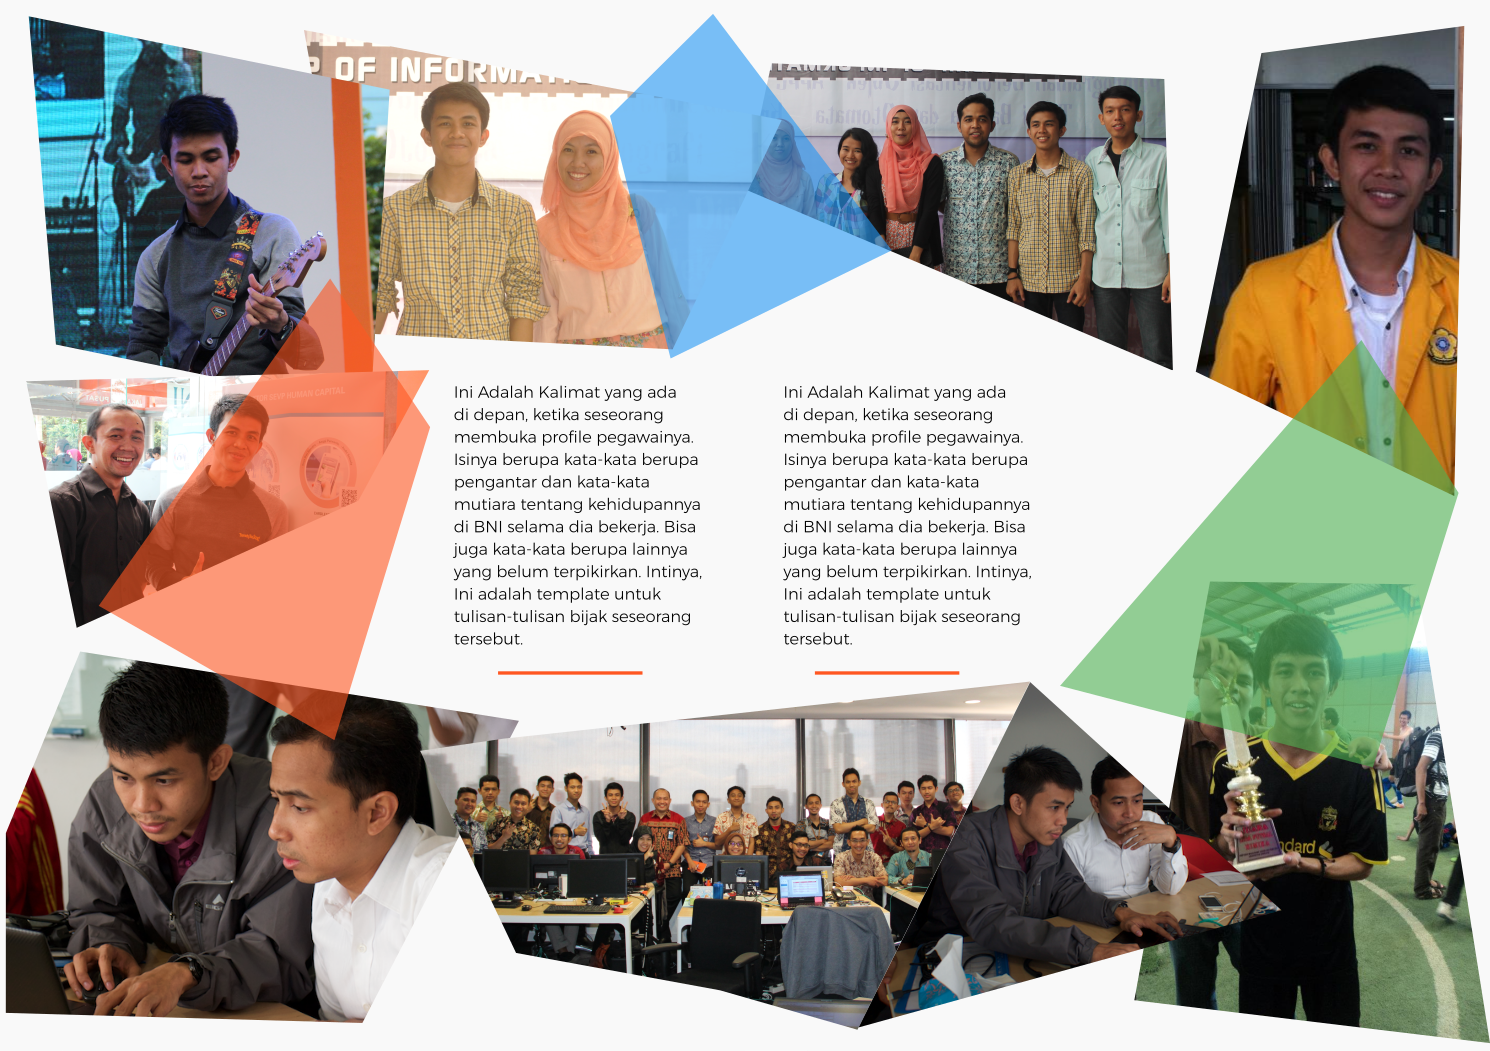 P OF INFORMATI
HUMAN CAPITAL
Ini Adalah Kalimat yang ada
di depan, ketika seseorang
membuka profile pegawainya.
Isinya berupa kata-kata berupa
pengantar dan kata-kata
mutiara tentang kehidupannya
di BNI selama dia bekerja. Bisa
juga kata-kata berupa lainnya
yang belum terpikirkan. Intinya,
Ini adalah template untuk
tulisan-tulisan bijak seseorang
tersebut.
Ini Adalah Kalimat yang ada
di depan, ketika seseorang
membuka profile pegawainya.
Isinya berupa kata-kata berupa
pengantar dan kata-kata
mutiara tentang kehidupannya
di BNI selama dia bekerja. Bisa
juga kata-kata berupa lainnya
yang belum terpikirkan. Intinya,
Ini adalah template untuk
tulisan-tulisan bijak seseorang
tersebut.
ndard